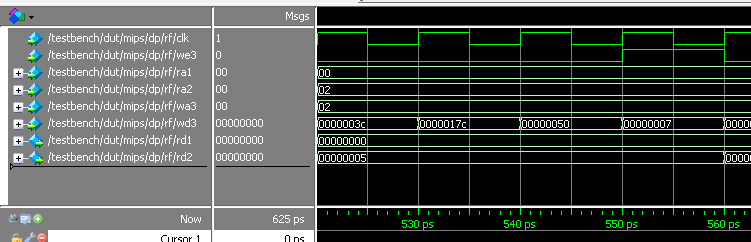 Msgs
/testbench/dut/mips/dp/rf/clk 1
/testbench/dut/mips/dp/rf/we3 0
/testbench/dut/mips/dp/rf/ra1 00 00
/testbench/dut/mips/dp/rf/ra2 00 02
/testbench/dut/mips/dp/rf/wa3 00 02
/testbench/dut/mips/dp/rf/wd3 00000000 0000003c 0000017c 00000050 00000007
/testbench/dut/mips/dp/rf/rd1 00000000 00000000
/testbench/dut/mips/dp/rf/rd2 00000000 00000005
Now 625 ps 530 ps 540 ps 550 ps 560 ps
Cursor 1 0 ps